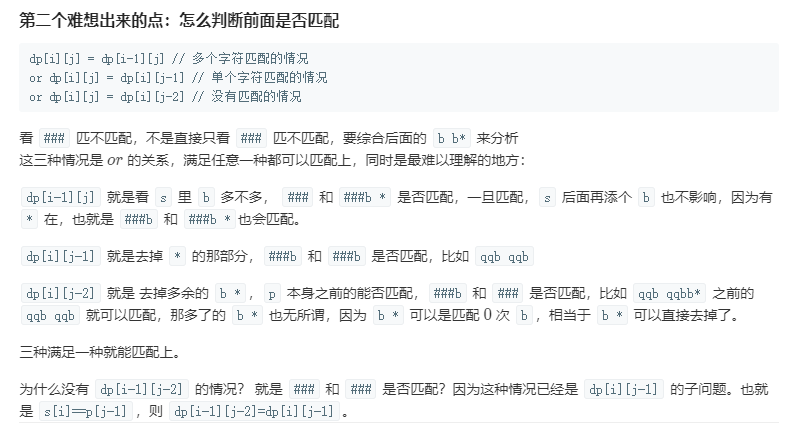 第二个难想出来的点：怎么判断前面是否匹配
dp[i][j] = dp[i-1][j] // 多个字符匹配的情况
or dp[i][j] = dp[i][j-1] // 单个字符匹配的情况
or dp[i][j] = dp[i][j-2] // 没有匹配的情况
看 ### 匹不匹配，不是直接只看 ### 匹不匹配，要综合后面的 b b* 来分析
这三种情况是 or 的关系，满足任意一种都可以匹配上，同时是最难以理解的地方：
dp[i-1][j] 就是看 s 里 b 多不多， ### 和 ###b * 是否匹配，一旦匹配， s 后面再添个 b 也不影响，因为有
* 在，也就是 ###b 和 ###b * 也会匹配。
dp[i][j-1] 就是去掉 * 的那部分， ###b 和 ###b 是否匹配，比如 qqb qqb
dp[i][j-2] 就是 去掉多余的 b * ， p 本身之前的能否匹配， ###b 和 ### 是否匹配，比如 qqb qqbb* 之前的
qqb qqb 就可以匹配，那多了的 b * 也无所谓，因为 b * 可以是匹配 0 次 b ，相当于 b * 可以直接去掉了。
三种满足一种就能匹配上。
为什么没有 dp[i-1][j-2] 的情况？ 就是 ### 和 ### 是否匹配？因为这种情况已经是 dp[i][j-1] 的子问题。也就
是 s[i]==p[j-1] ，则 dp[i-1][j-2]=dp[i][j-1] 。